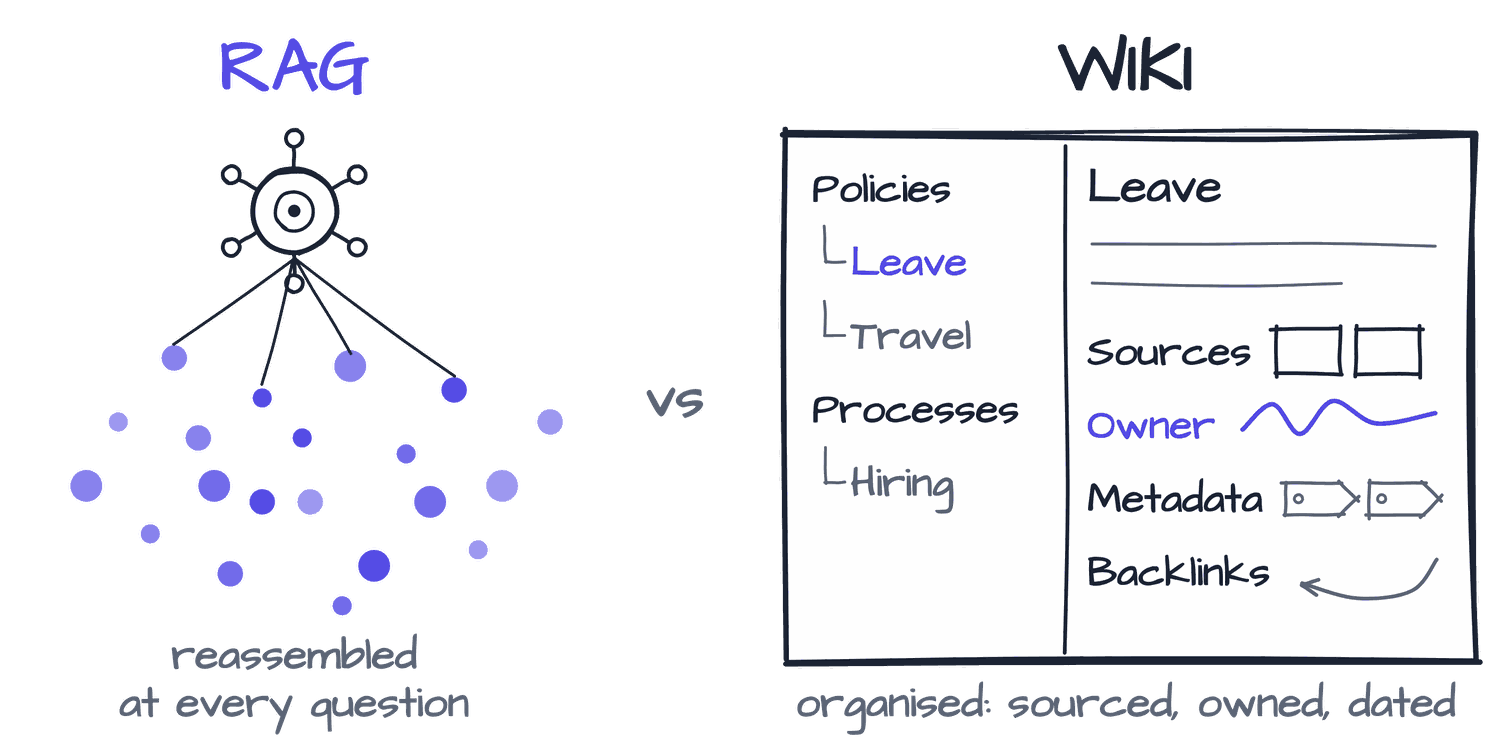 RAG
reassembled
at every question
vs
WIKI
Policies
Leave
Travel
Processes
Hiring
Leave
Sources
Owner
Metadata
Backlinks
organised: sourced, owned, dated